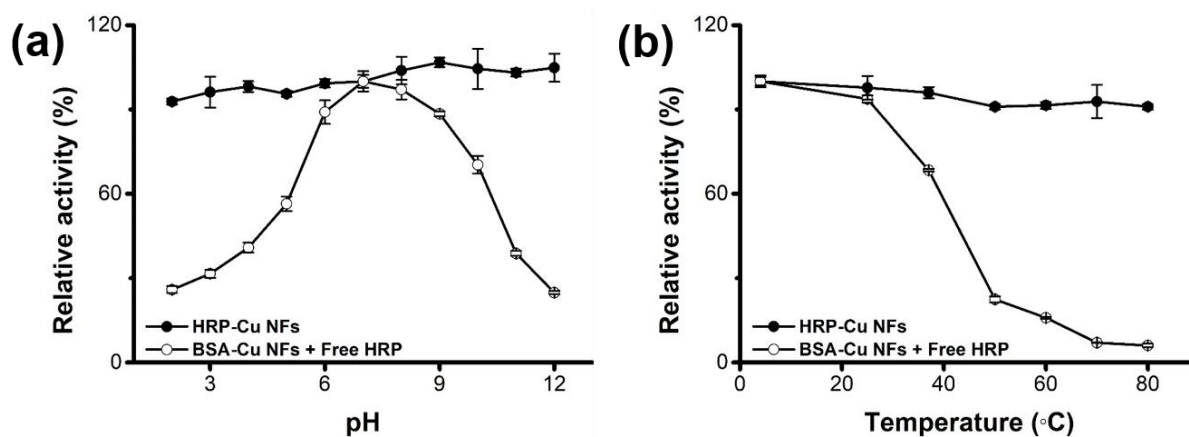 (a)
Relative activity (%)
120
60
0
HRP-Cu NFs
BSA-Cu NFs + Free HRP
3
6
9
12
pH
(b)
Relative activity (%)
120
60
0
HRP-Cu NFs
BSA-Cu NFs + Free HRP
0
20
40
60
80
Temperature (◦C)